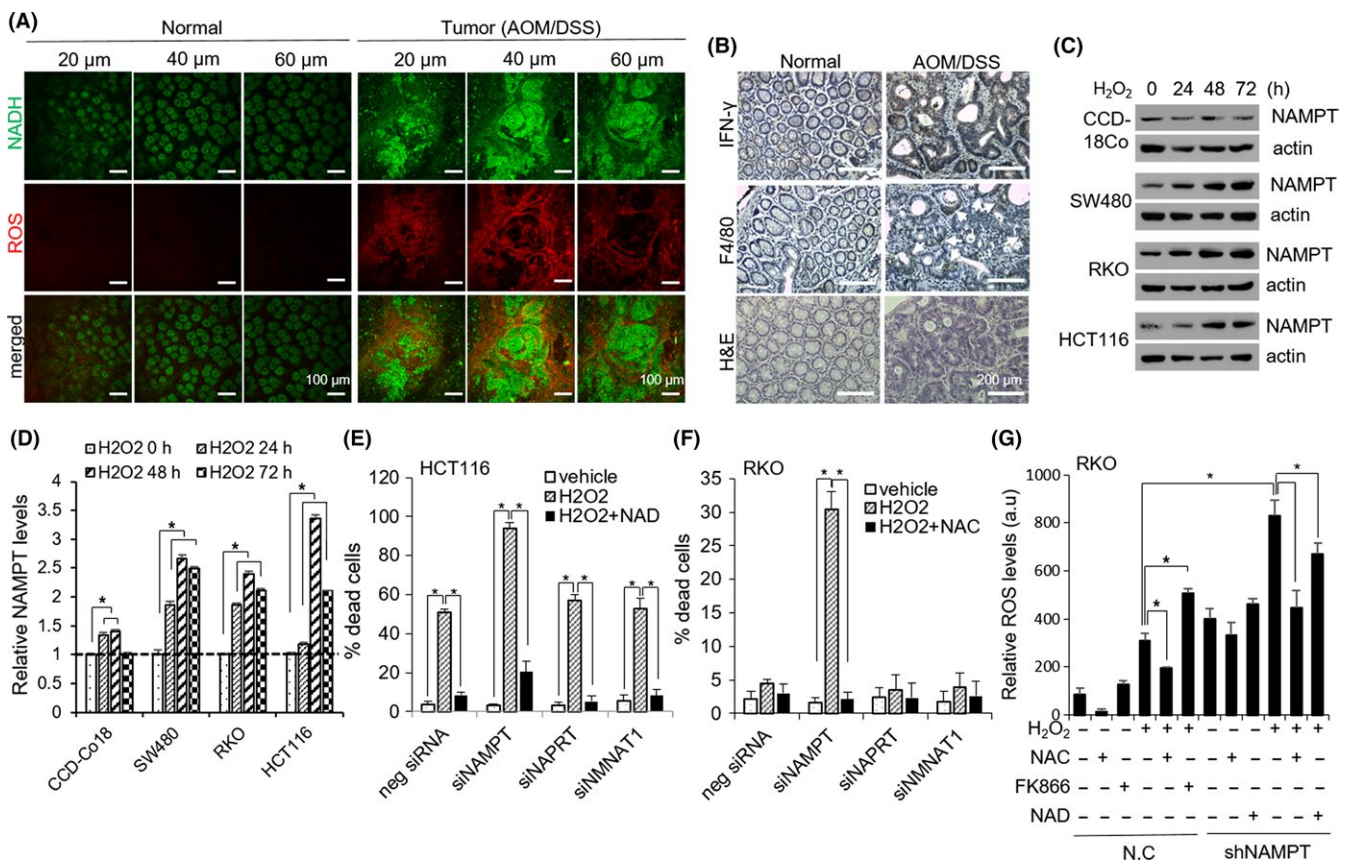 (A)
Normal
Tumor (AOM/DSS)
20 μm 40 μm 60 μm 20 μm 40 μm 60 μm
NADH
ROS
merged
100 μm
100 μm
(B)
Normal AOM/DSS
IFN-γ
F4/80
H&E
200 μm
(C)
H₂O₂ 0 24 48 72 (h)
CCD-18Co
NAMPT
actin
SW480
NAMPT
actin
RKO
NAMPT
actin
HCT116
NAMPT
actin
(D)
H2O2 0 h H2O2 24 h
H2O2 48 h H2O2 72 h
Relative NAMPT levels
4
3.5
3
2.5
2
1.5
1
0.5
0
* * * *
CCD-Co18 SW480 RKO HCT116
(E)
HCT116
vehicle
H2O2
H2O2+NAD
% dead cells
120
100
80
60
40
20
0
* * * * * * * *
neg siRNA siNAMPT siNAPRT siNMNAT1
(F)
RKO
vehicle
H2O2
H2O2+NAC
% dead cells
35
30
25
20
15
10
5
0
* *
neg siRNA siNAMPT siNAPRT siNMNAT1
(G)
RKO
Relative ROS levels (a.u)
1000
800
600
400
200
0
* * * *
H₂O₂ – – – + + + – – – + + +
NAC – + – – + – – + – – + –
FK866 – – + – – + – – – – – –
NAD – – – – – – – – + – – +
N.C shNAMPT